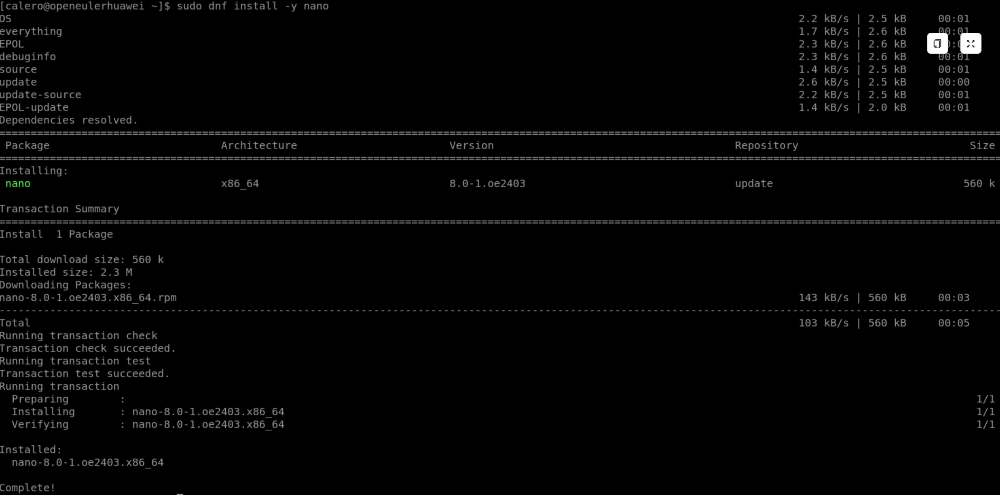 [calero@openeulerhuawei ~]$ sudo dnf install -y nano
OS 2.2 kB/s | 2.5 kB 00:01
everything 1.7 kB/s | 2.6 kB 00:01
EPOL 2.3 kB/s | 2.6 kB
debuginfo 2.3 kB/s | 2.6 kB 00:01
source 1.4 kB/s | 2.5 kB 00:01
update 2.6 kB/s | 2.5 kB 00:00
update-source 2.2 kB/s | 2.5 kB 00:01
EPOL-update 1.4 kB/s | 2.0 kB 00:01
Dependencies resolved.
Package Architecture Version Repository Size
Installing:
nano x86_64 8.0-1.oe2403 update 560 k
Transaction Summary
Install 1 Package
Total download size: 560 k
Installed size: 2.3 M
Downloading Packages:
nano-8.0-1.oe2403.x86_64.rpm 143 kB/s | 560 kB 00:03
Total 103 kB/s | 560 kB 00:05
Running transaction check
Transaction check succeeded.
Running transaction test
Transaction test succeeded.
Running transaction
Preparing : 1/1
Installing : nano-8.0-1.oe2403.x86_64 1/1
Verifying : nano-8.0-1.oe2403.x86_64 1/1
Installed:
nano-8.0-1.oe2403.x86_64
Complete!